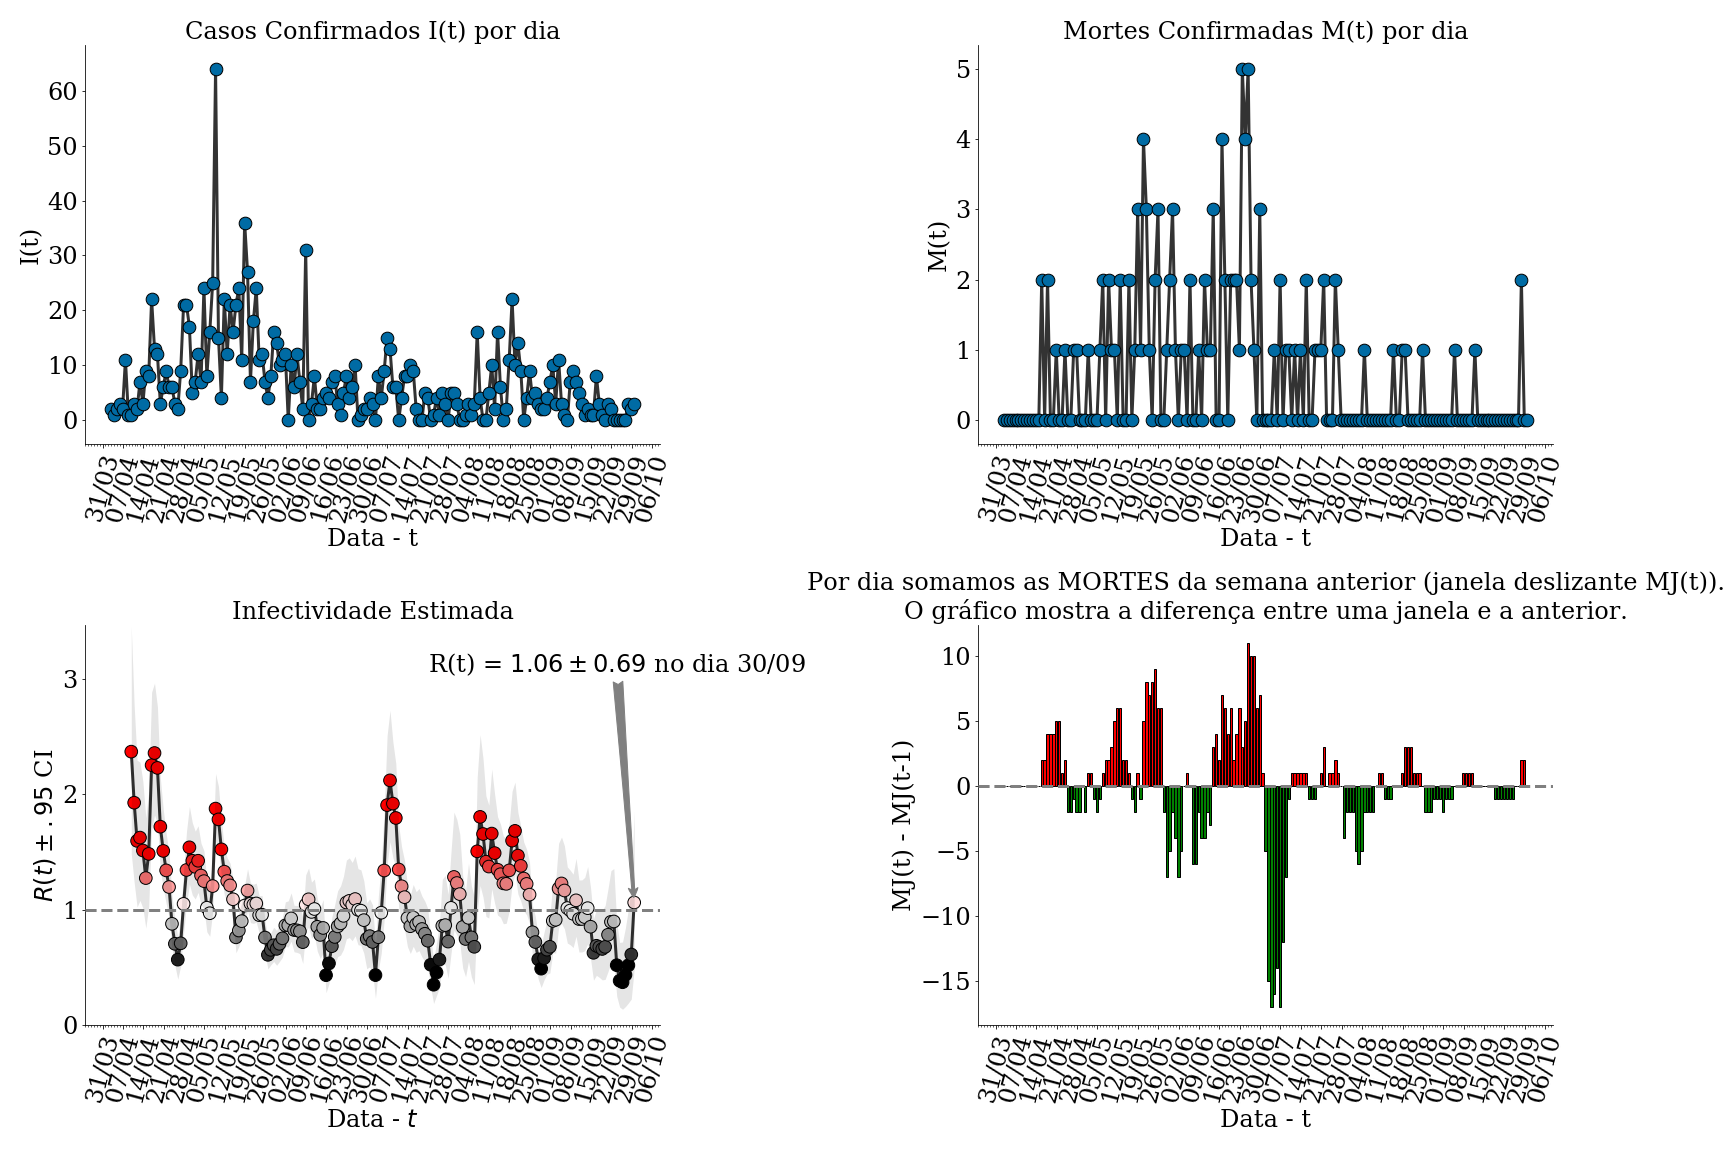 Casos Confirmados I(t) por dia
I(t)
60
50
40
30
20
10
0
31/03 07/04 14/04 21/04 28/04 05/05 12/05 19/05 26/05 02/06 09/06 16/06 23/06 30/06 07/07 14/07 21/07 28/07 04/08 11/08 18/08 25/08 01/09 08/09 15/09 22/09 29/09 06/10
Data - t
Mortes Confirmadas M(t) por dia
M(t)
5
4
3
2
1
0
31/03 07/04 14/04 21/04 28/04 05/05 12/05 19/05 26/05 02/06 09/06 16/06 23/06 30/06 07/07 14/07 21/07 28/07 04/08 11/08 18/08 25/08 01/09 08/09 15/09 22/09 29/09 06/10
Data - t
Infectividade Estimada
R(t) = 1.06 ± 0.69 no dia 30/09
R(t) ± .95 CI
3
2
1
0
31/03 07/04 14/04 21/04 28/04 05/05 12/05 19/05 26/05 02/06 09/06 16/06 23/06 30/06 07/07 14/07 21/07 28/07 04/08 11/08 18/08 25/08 01/09 08/09 15/09 22/09 29/09 06/10
Data - t
Por dia somamos as MORTES da semana anterior (janela deslizante MJ(t)).
O gráfico mostra a diferença entre uma janela e a anterior.
MJ(t) - MJ(t-1)
10
5
0
−5
−10
−15
31/03 07/04 14/04 21/04 28/04 05/05 12/05 19/05 26/05 02/06 09/06 16/06 23/06 30/06 07/07 14/07 21/07 28/07 04/08 11/08 18/08 25/08 01/09 08/09 15/09 22/09 29/09 06/10
Data - t